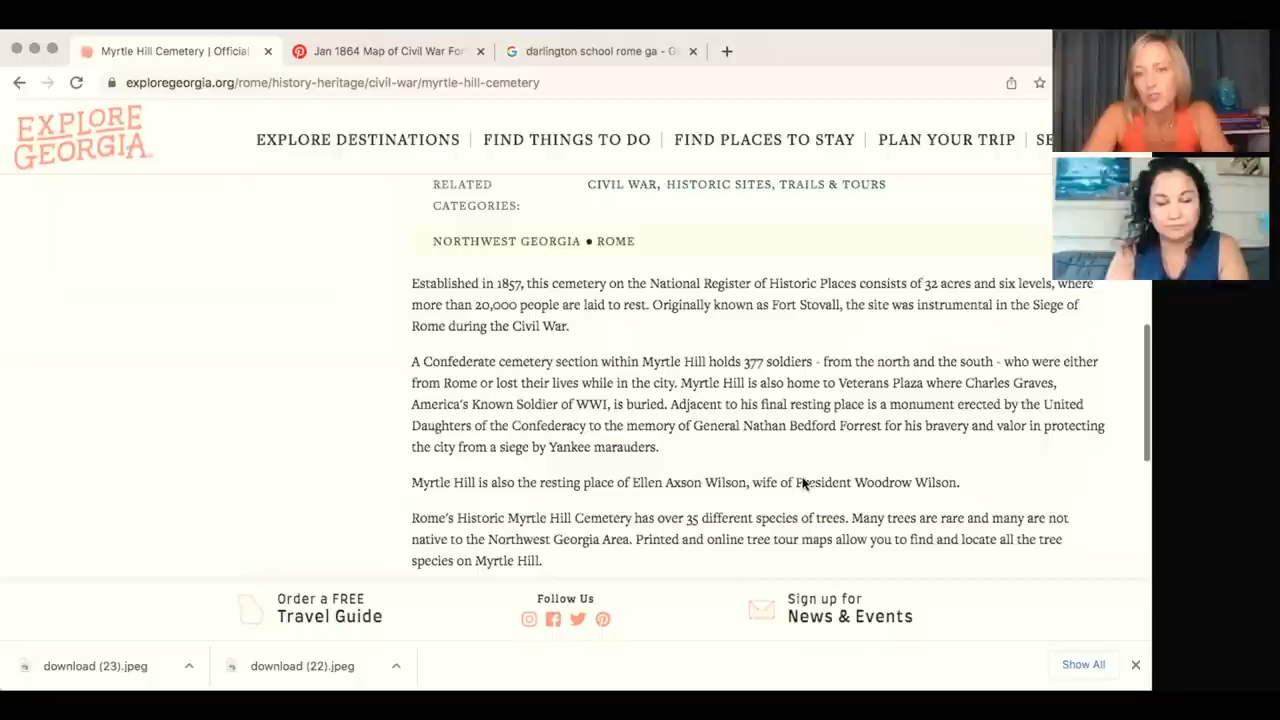 Myrtle Hill Cemetery | Official
Jan 1864 Map of Civil War For
darlington school rome ga - G
exploregeorgia.org/rome/history-heritage/civil-war/myrtle-hill-cemetery
EXPLORE
GEORGIA
EXPLORE DESTINATIONS | FIND THINGS TO DO | FIND PLACES TO STAY | PLAN YOUR TRIP | SE
RELATED
CATEGORIES:
CIVIL WAR, HISTORIC SITES, TRAILS & TOURS
NORTHWEST GEORGIA ● ROME
Established in 1857, this cemetery on the National Register of Historic Places consists of 32 acres and six levels, where
more than 20,000 people are laid to rest. Originally known as Fort Stovall, the site was instrumental in the Siege of
Rome during the Civil War.
A Confederate cemetery section within Myrtle Hill holds 377 soldiers - from the north and the south - who were either
from Rome or lost their lives while in the city. Myrtle Hill is also home to Veterans Plaza where Charles Graves,
America's Known Soldier of WWI, is buried. Adjacent to his final resting place is a monument erected by the United
Daughters of the Confederacy to the memory of General Nathan Bedford Forrest for his bravery and valor in protecting
the city from a siege by Yankee marauders.
Myrtle Hill is also the resting place of Ellen Axson Wilson, wife of President Woodrow Wilson.
Rome's Historic Myrtle Hill Cemetery has over 35 different species of trees. Many trees are rare and many are not
native to the Northwest Georgia Area. Printed and online tree tour maps allow you to find and locate all the tree
species on Myrtle Hill.
Order a FREE
Travel Guide
Follow Us
Sign up for
News & Events
download (23).jpeg
download (22).jpeg
Show All